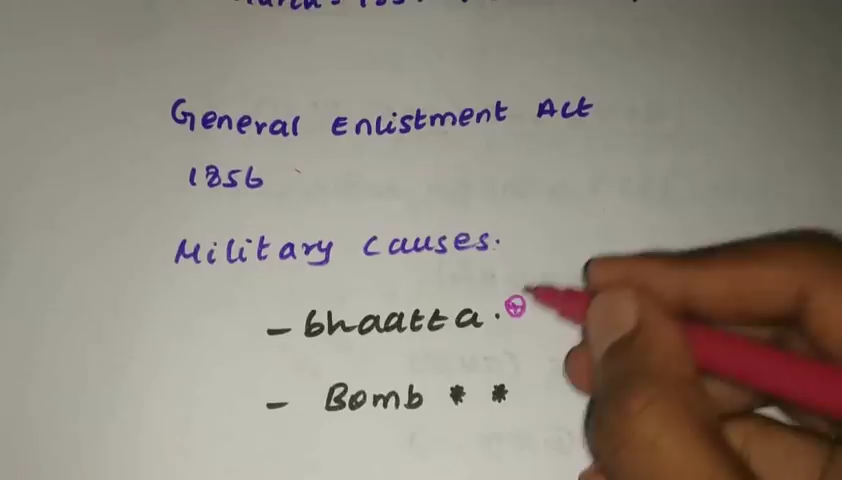 General Enlistment Act
1856
Military causes.
- bhaatta.
- Bomb * *